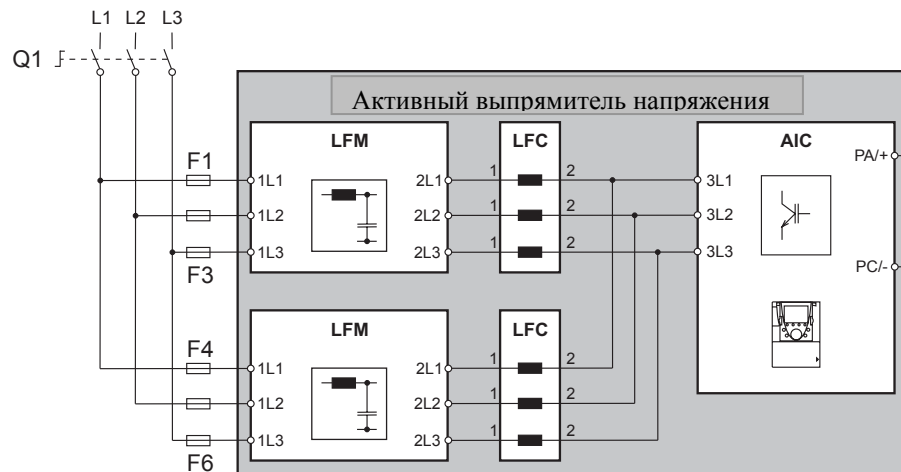 L1 L2 L3
Q1
Активный выпрямитель напряжения
LFM LFC AIC
F1 1L1 2L1 1 2 3L1 PA/+
1L2 2L2 1 2 3L2
F3 1L3 2L3 1 2 3L3 PC/-
LFM LFC
F4 1L1 2L1 1 2
1L2 2L2 1 2
F6 1L3 2L3 1 2